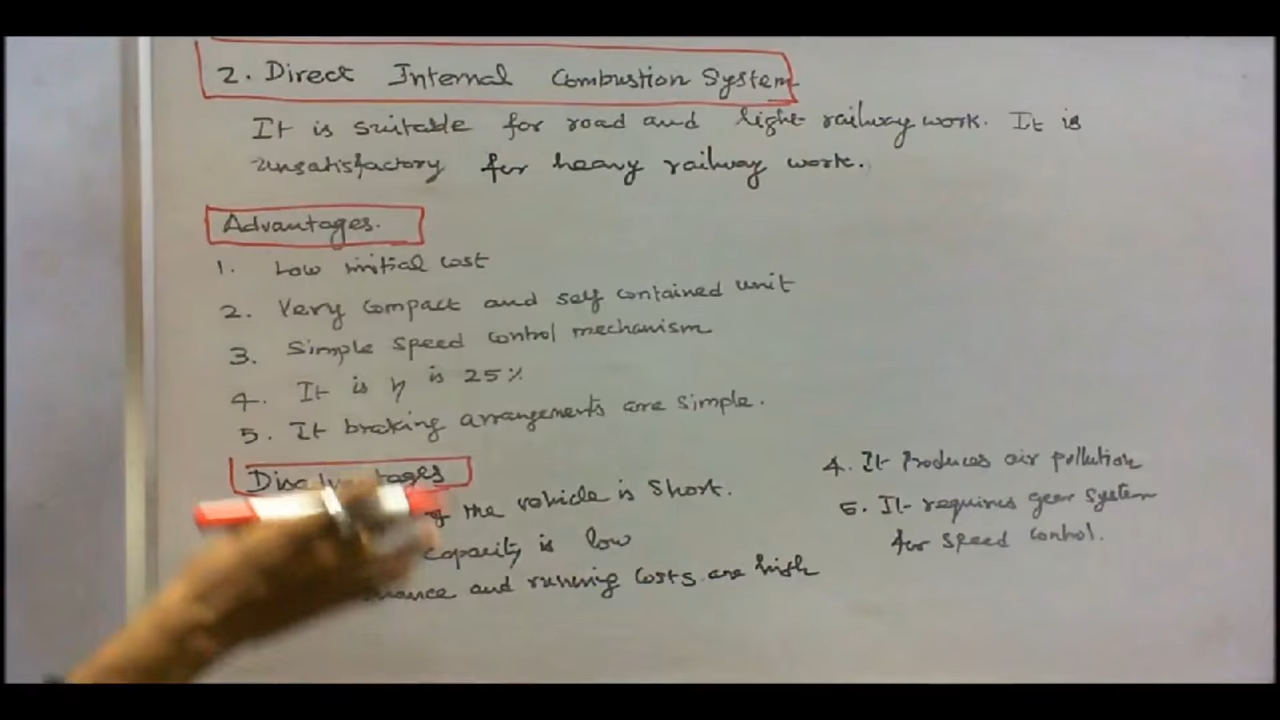 2. Direct Internal Combustion System
It is suitable for road and light railway work. It is
unsatisfactory for heavy railway work.
Advantages.
1. Low initial cost
2. Very compact and self contained unit
3. Simple speed control mechanism
4. It is η is 25%
5. It braking arrangements are simple.
of the vehicle is short.
capacity is low
and running costs are high
4. It Produces air pollution
5. It requires gear system
for speed control.